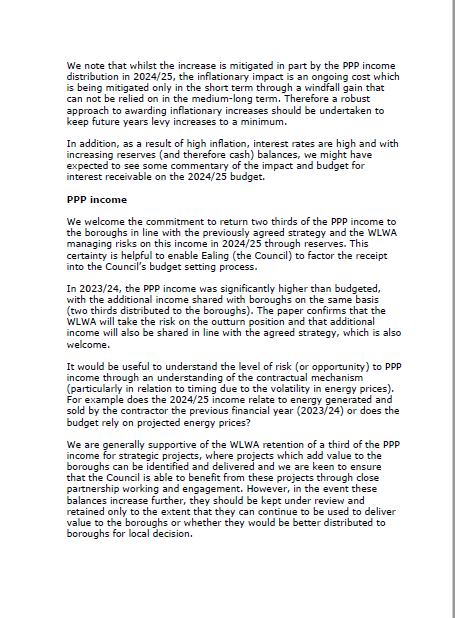 We note that whilst the increase is mitigated in part by the PPP income
distribution in 2024/25, the inflationary impact is an ongoing cost which
is being mitigated only in the short term through a windfall gain that
can not be relied on in the medium-long term. Therefore a robust
approach to awarding inflationary increases should be undertaken to
keep future years levy increases to a minimum.
In addition, as a result of high inflation, interest rates are high and with
increasing reserves (and therefore cash) balances, we might have
expected to see some commentary of the impact and budget for
interest receivable on the 2024/25 budget.
PPP income
We welcome the commitment to return two thirds of the PPP income to
the boroughs in line with the previously agreed strategy and the WLWA
managing risks on this income in 2024/25 through reserves. This
certainty is helpful to enable Ealing (the Council) to factor the receipt
into the Council's budget setting process.
In 2023/24, the PPP income was significantly higher than budgeted,
with the additional income shared with boroughs on the same basis
(two thirds distributed to the boroughs). The paper confirms that the
WLWA will take the risk on the outturn position and that additional
income will also be shared in line with the agreed strategy, which is also
welcome.
It would be useful to understand the level of risk (or opportunity) to PPP
income through an understanding of the contractual mechanism
(particularly in relation to timing due to the volatility in energy prices).
For example does the 2024/25 income relate to energy generated and
sold by the contractor the previous financial year (2023/24) or does the
budget rely on projected energy prices?
We are generally supportive of the WLWA retention of a third of the PPP
income for strategic projects, where projects which add value to the
boroughs can be identified and delivered and we are keen to ensure
that the Council is able to benefit from these projects through close
partnership working and engagement. However, in the event these
balances increase further, they should be kept under review and
retained only to the extent that they can continue to be used to deliver
value to the boroughs or whether they would be better distributed to
boroughs for local decision.